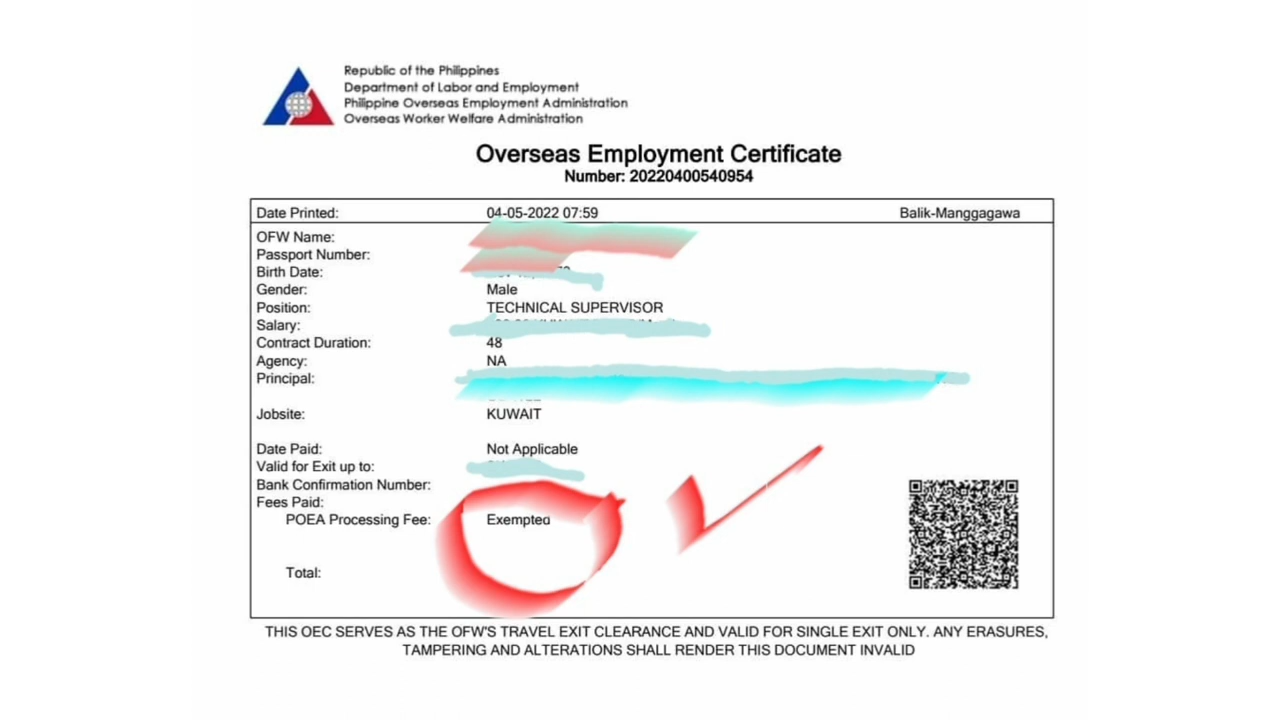 Republic of the Philippines
Department of Labor and Employment
Philippine Overseas Employment Administration
Overseas Worker Welfare Administration
Overseas Employment Certificate
Number: 20220400540954
Date Printed: 04-05-2022 07:59 Balik-Manggagawa
OFW Name:
Passport Number:
Birth Date:
Gender: Male
Position: TECHNICAL SUPERVISOR
Salary:
Contract Duration: 48
Agency: NA
Principal:
Jobsite: KUWAIT
Date Paid: Not Applicable
Valid for Exit up to:
Bank Confirmation Number:
Fees Paid:
POEA Processing Fee: Exempted
Total:
THIS OEC SERVES AS THE OFW'S TRAVEL EXIT CLEARANCE AND VALID FOR SINGLE EXIT ONLY. ANY ERASURES,
TAMPERING AND ALTERATIONS SHALL RENDER THIS DOCUMENT INVALID